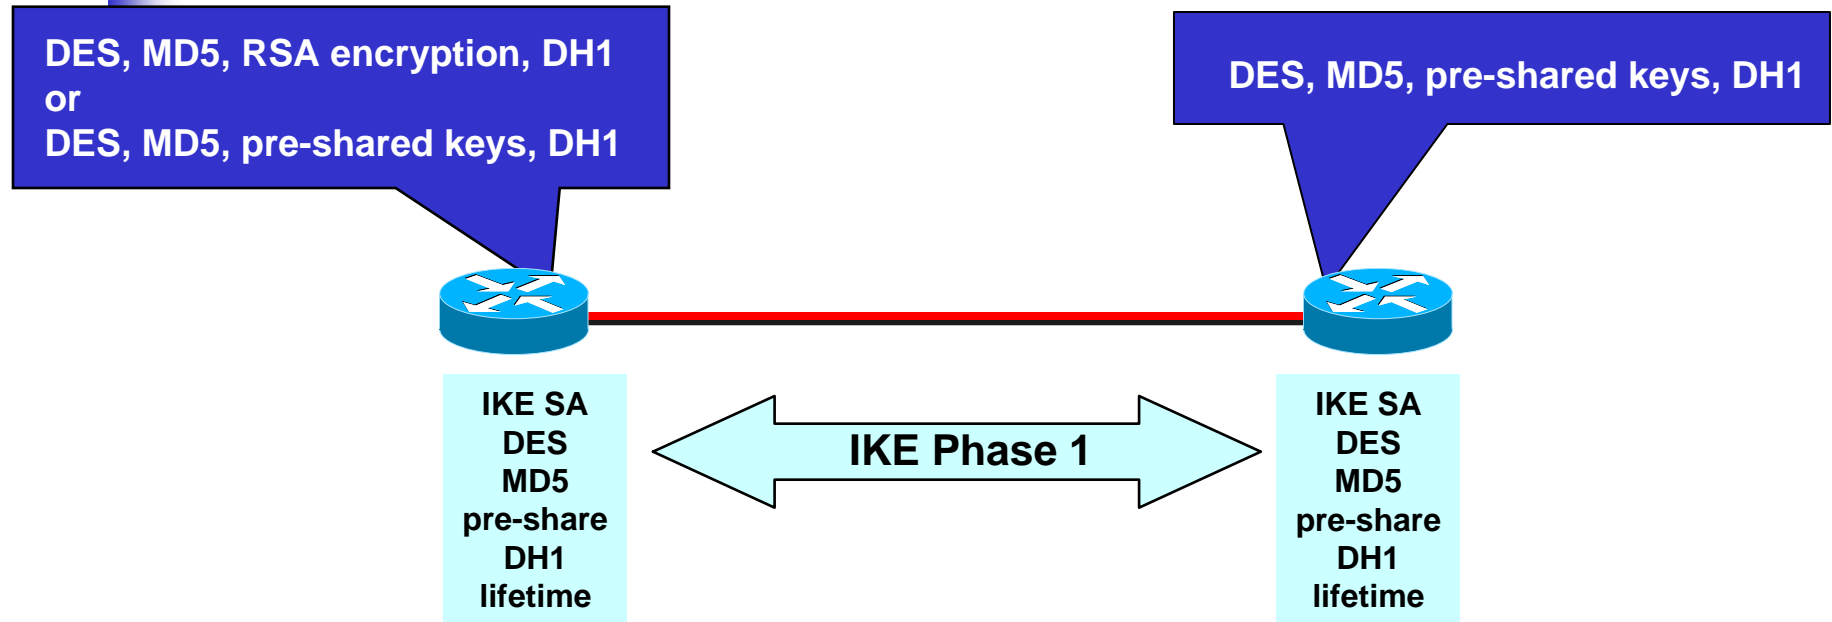 DES, MD5, RSA encryption, DH1
or
DES, MD5, pre-shared keys, DH1
DES, MD5, pre-shared keys, DH1
IKE SA
DES
MD5
pre-share
DH1
lifetime
IKE Phase 1
IKE SA
DES
MD5
pre-share
DH1
lifetime